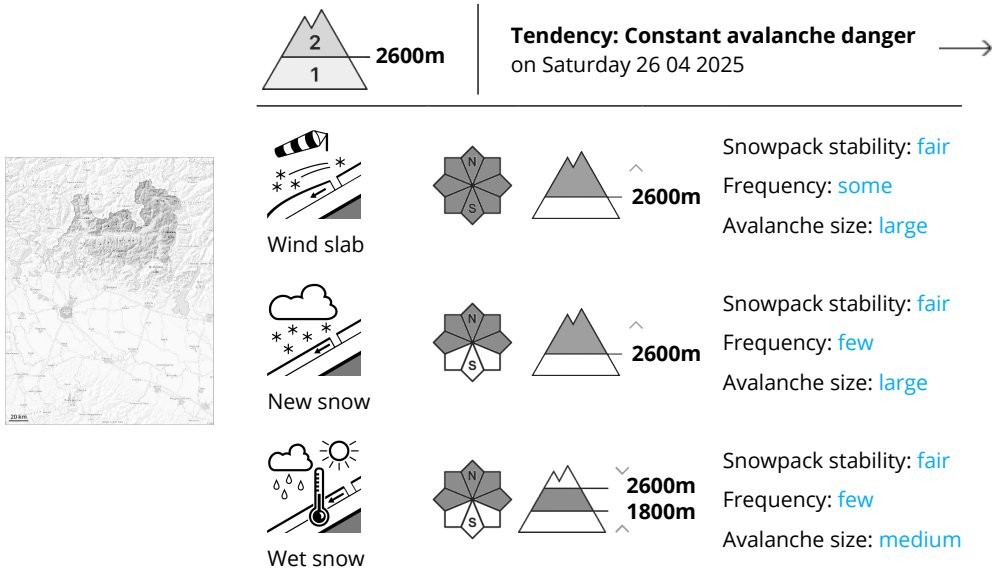 2
1
2600m
Tendency: Constant avalanche danger
on Saturday 26 04 2025
20 km
N
S
2600m
Wind slab
Snowpack stability: fair
Frequency: some
Avalanche size: large
N
S
2600m
New snow
Snowpack stability: fair
Frequency: few
Avalanche size: large
N
S
2600m
1800m
Wet snow
Snowpack stability: fair
Frequency: few
Avalanche size: medium